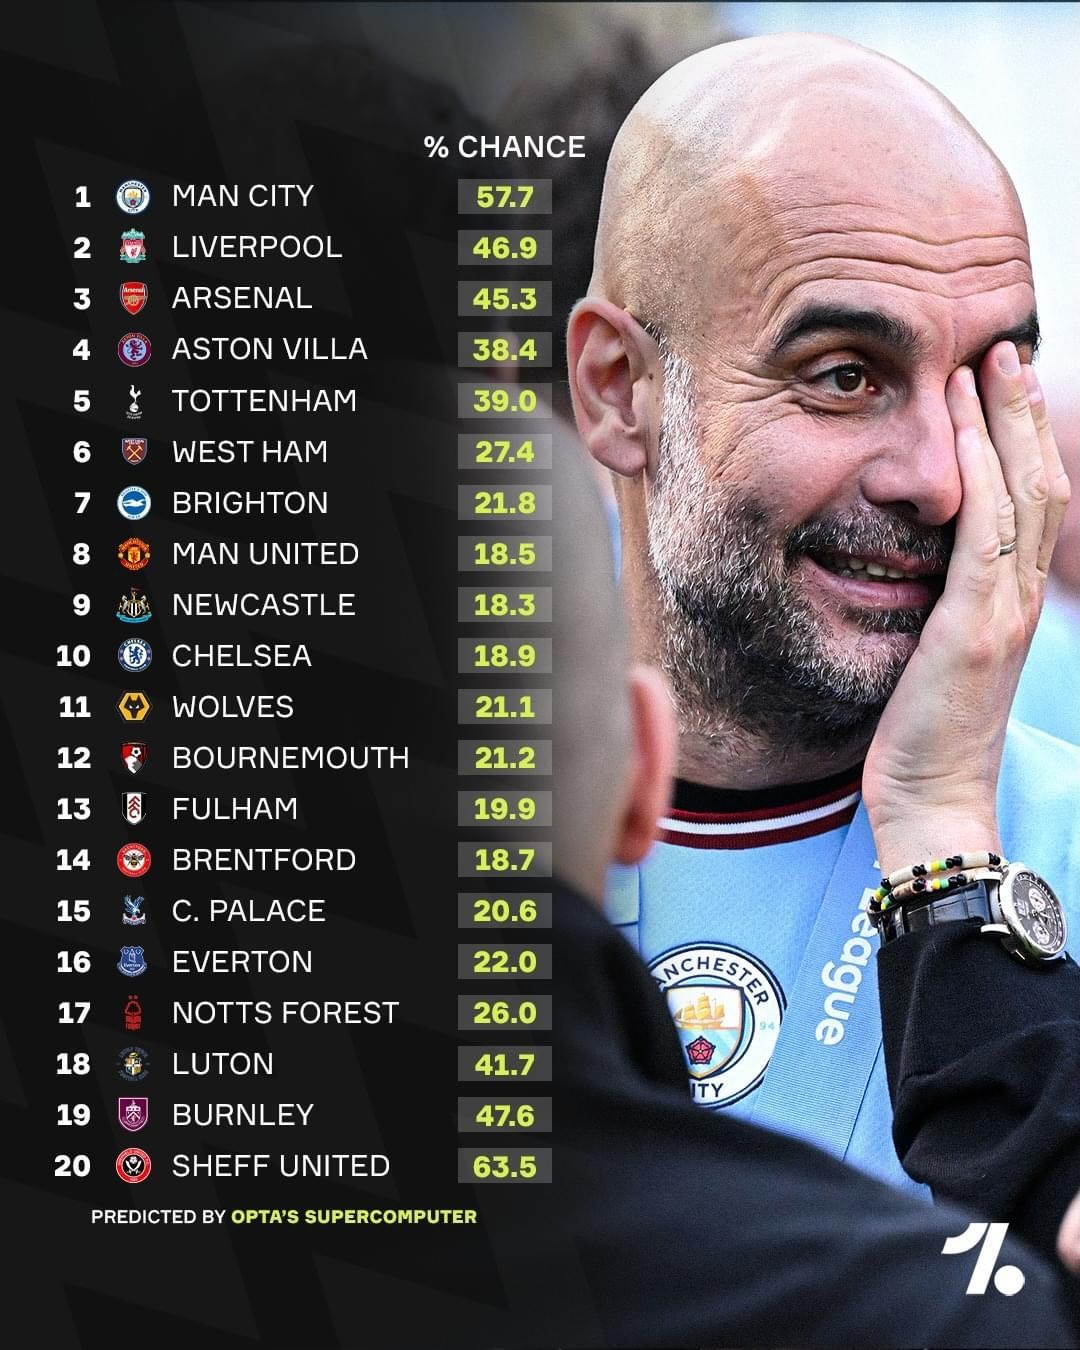 % CHANCE
1 MAN CITY 57.7
2 LIVERPOOL 46.9
3 ARSENAL 45.3
4 ASTON VILLA 38.4
5 TOTTENHAM 39.0
6 WEST HAM 27.4
7 BRIGHTON 21.8
8 MAN UNITED 18.5
9 NEWCASTLE 18.3
10 CHELSEA 18.9
11 WOLVES 21.1
12 BOURNEMOUTH 21.2
13 FULHAM 19.9
14 BRENTFORD 18.7
15 C. PALACE 20.6
16 EVERTON 22.0
17 NOTTS FOREST 26.0
18 LUTON 41.7
19 BURNLEY 47.6
20 SHEFF UNITED 63.5
PREDICTED BY OPTA'S SUPERCOMPUTER
League
ANCHESTER
94
ITY